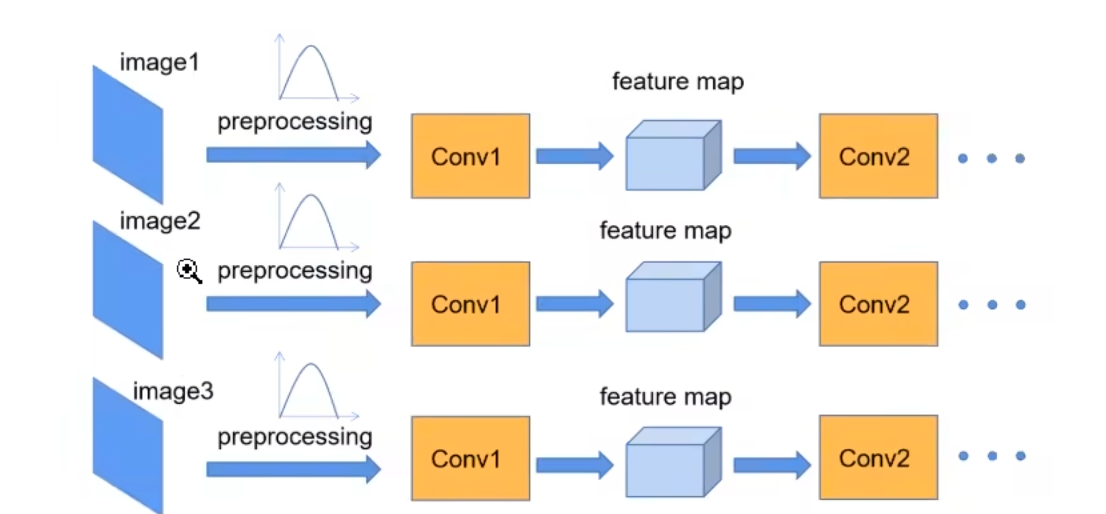 image1
preprocessing
Conv1
feature map
Conv2
image2
preprocessing
Conv1
feature map
Conv2
image3
preprocessing
Conv1
feature map
Conv2